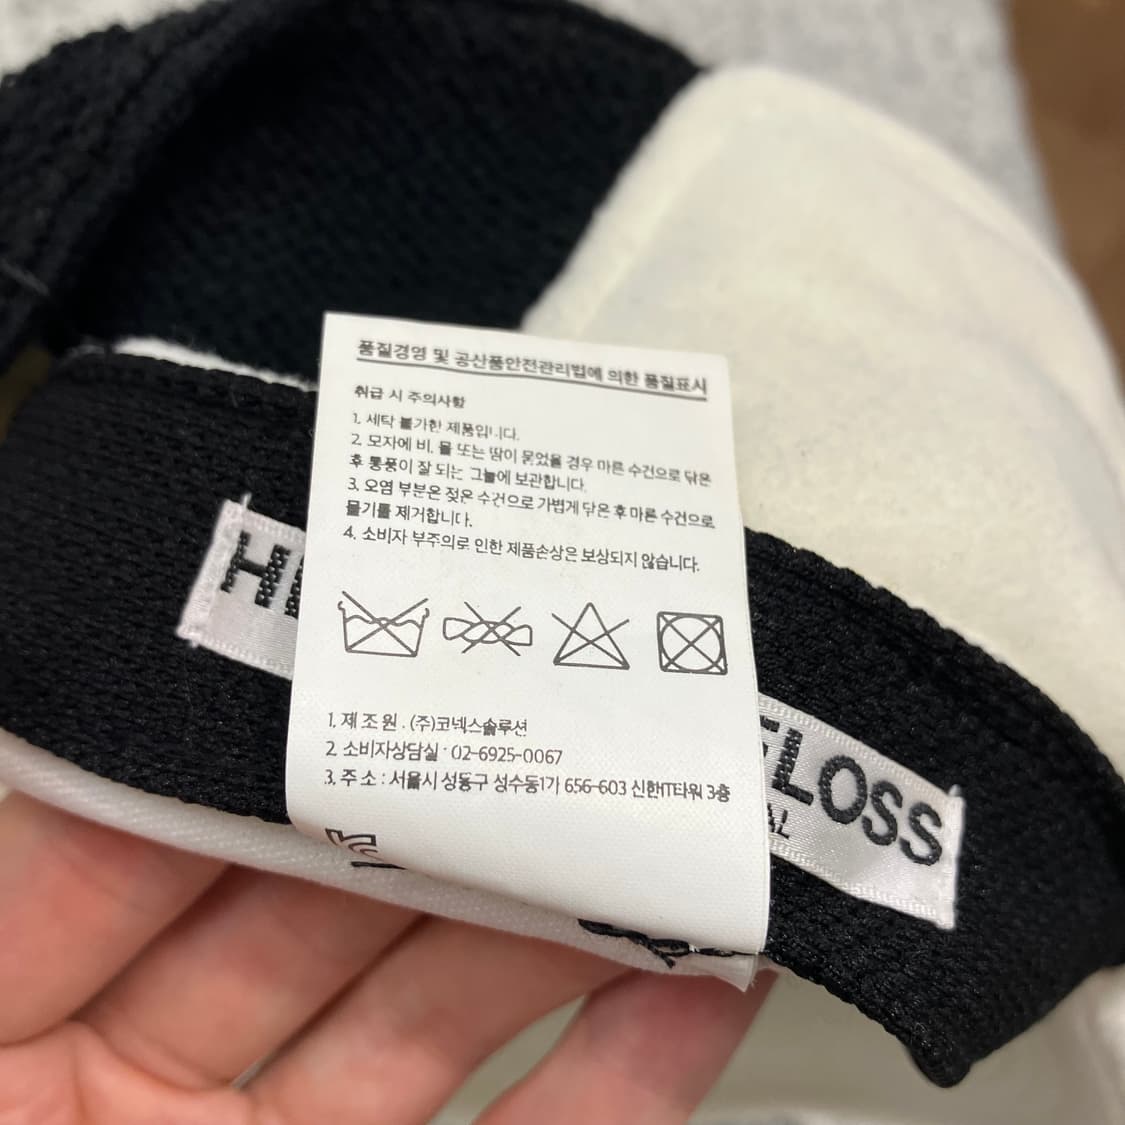 품질경영 및 공산품안전관리법에 의한 품질표시
취급 시 주의사항
1. 세탁 불가한 제품입니다.
2. 모자에 비, 물 또는 땀이 묻었을 경우 마른 수건으로 닦은
후 통풍이 잘 되는 그늘에 보관합니다.
3. 오염 부분은 젖은 수건으로 가볍게 닦은 후 마른 수건으로
물기를 제거합니다.
4. 소비자 부주의로 인한 제품손상은 보상되지 않습니다.
1. 제 조 원 . (주)코넥스솔루션
2. 소비자상담실 : 02-6925-0067
3. 주 소 : 서울시 성동구 성수동1가 656-603 신한IT타워 3층
H
FLOSS
AL